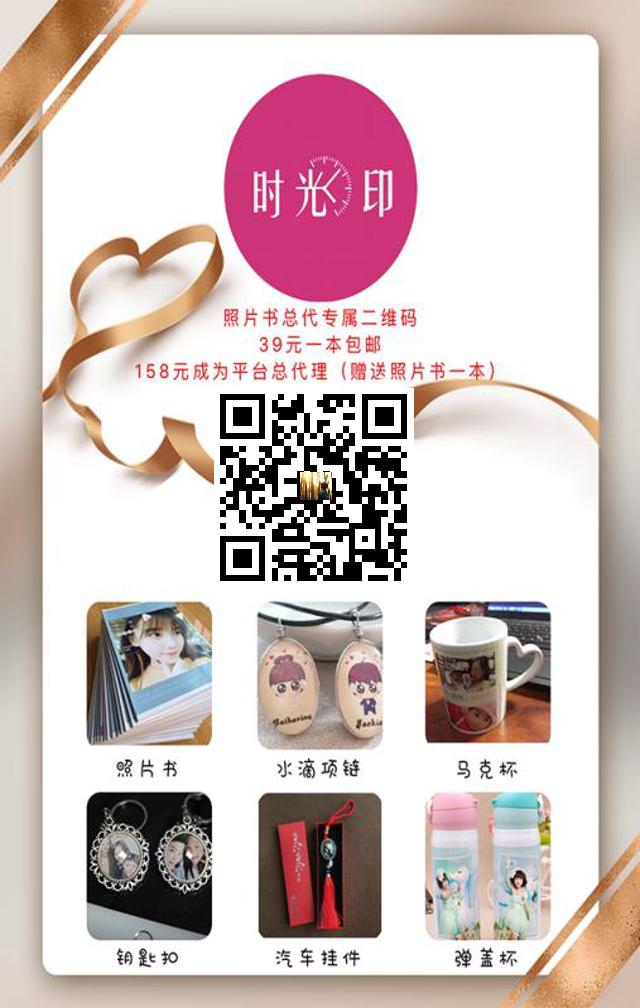 时光印
照片书总代专属二维码
39元一本包邮
158元成为平台总代理（赠送照片书一本）
Catherine
Jackie
照片书
水滴项链
马克杯
钥匙扣
汽车挂件
弹盖杯